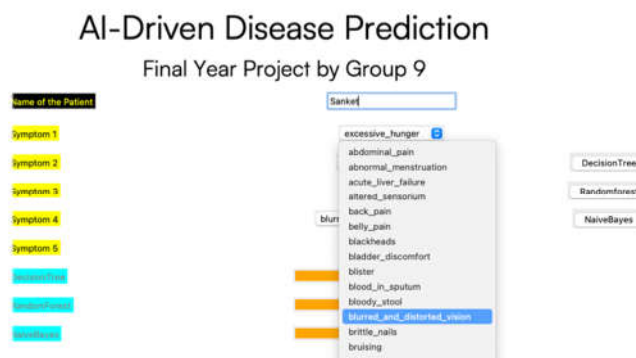 AI-Driven Disease Prediction
Final Year Project by Group 9
Name of the Patient Sanket
Symptom 1 excessive_hunger
Symptom 2
Symptom 3
Symptom 4 blurr
Symptom 5
DecisionTree
RandomForest
NaiveBayes
abdominal_pain
abnormal_menstruation
acute_liver_failure
altered_sensorium
back_pain
belly_pain
blackheads
bladder_discomfort
blister
blood_in_sputum
bloody_stool
blurred_and_distorted_vision
brittle_nails
bruising
DecisionTree
Randomforest
NaiveBayes